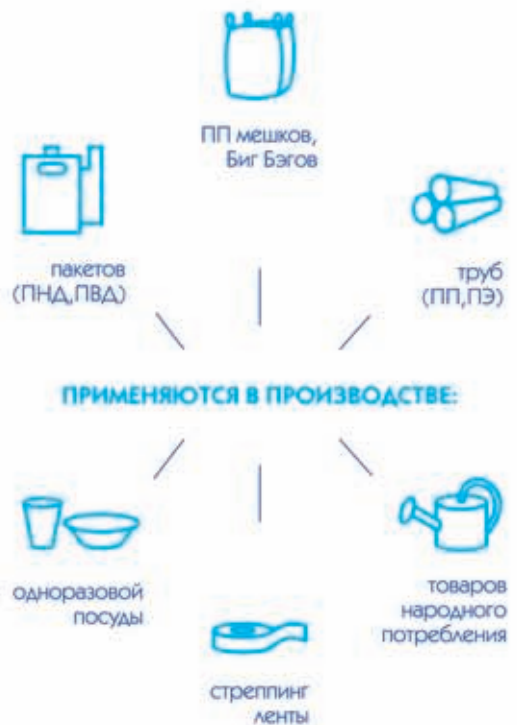 ПП мешков,
Биг Бэгов
пакетов
(ПНД,ПВД)
труб
(ПП,ПЭ)
ПРИМЕНЯЮТСЯ В ПРОИЗВОДСТВЕ:
одноразовой
посуды
товаров
народного
потребления
стреппинг
ленты